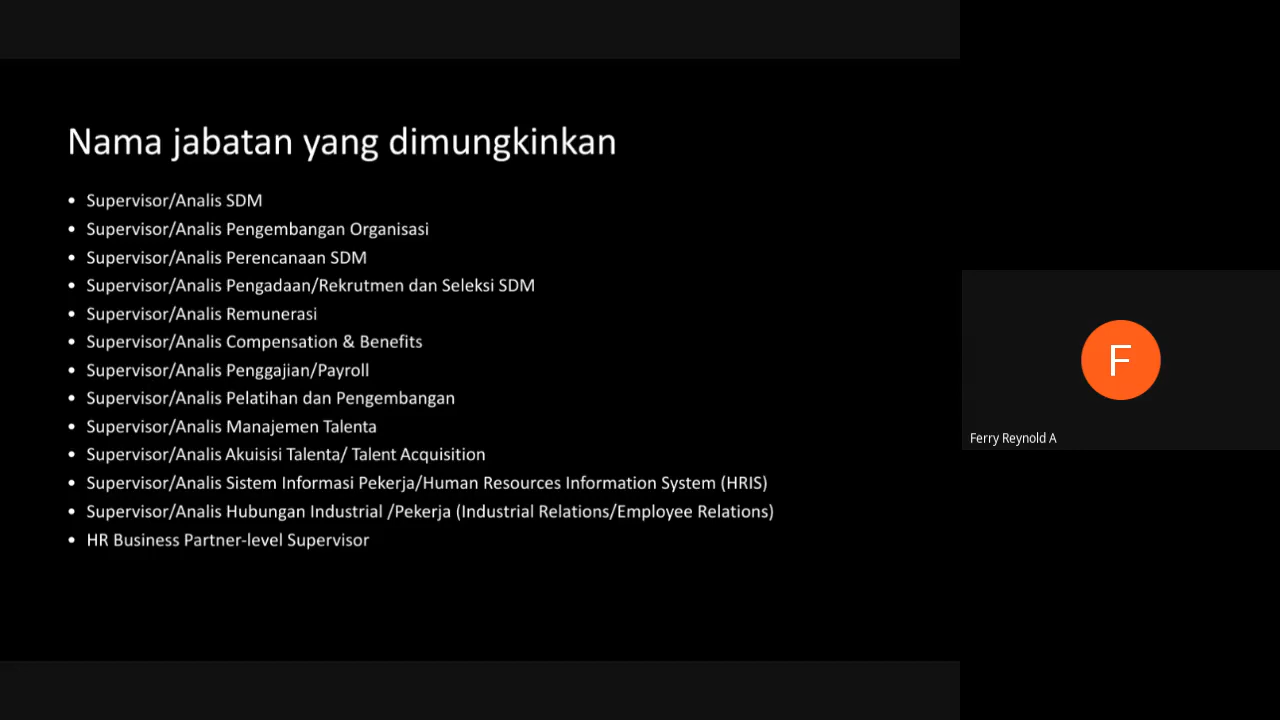 Nama jabatan yang dimungkinkan
• Supervisor/Analis SDM
• Supervisor/Analis Pengembangan Organisasi
• Supervisor/Analis Perencanaan SDM
• Supervisor/Analis Pengadaan/Rekrutmen dan Seleksi SDM
• Supervisor/Analis Remunerasi
• Supervisor/Analis Compensation & Benefits
• Supervisor/Analis Penggajian/Payroll
• Supervisor/Analis Pelatihan dan Pengembangan
• Supervisor/Analis Manajemen Talenta
• Supervisor/Analis Akuisisi Talenta/ Talent Acquisition
• Supervisor/Analis Sistem Informasi Pekerja/Human Resources Information System (HRIS)
• Supervisor/Analis Hubungan Industrial /Pekerja (Industrial Relations/Employee Relations)
• HR Business Partner-level Supervisor
F
Ferry Reynold A